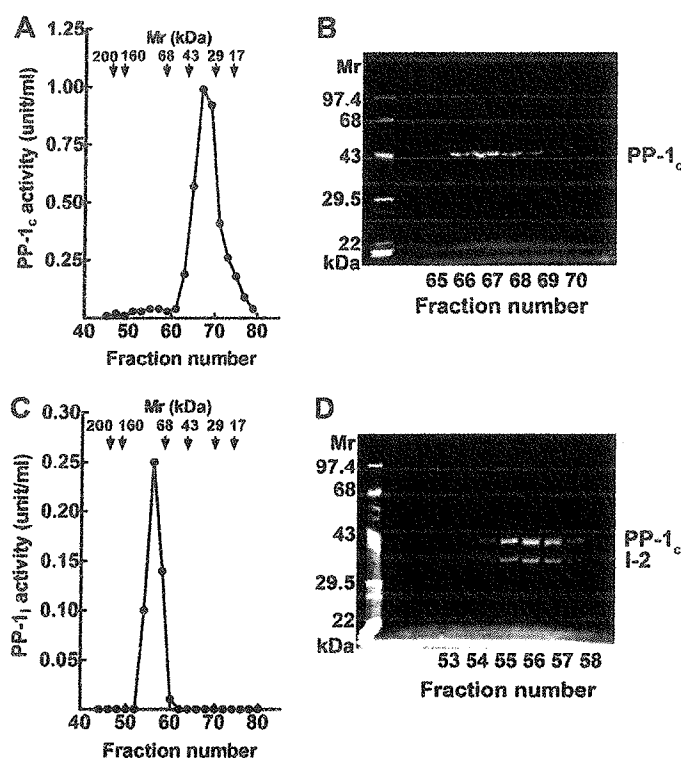 A
Mr (kDa)
200 160 68 43 29 17
1.25
1.00
0.75
0.50
0.25
PP-1c activity (unit/ml)
40 50 60 70 80
Fraction number
B
Mr
97.4
68
43
29.5
22
kDa
PP-1c
65 66 67 68 69 70
Fraction number
C
Mr (kDa)
200 160 68 43 29 17
0.30
0.25
0.20
0.15
0.10
0.05
PP-1I activity (unit/ml)
40 50 60 70 80
Fraction number
D
Mr
97.4
68
43
29.5
22
kDa
PP-1c
I-2
53 54 55 56 57 58
Fraction number